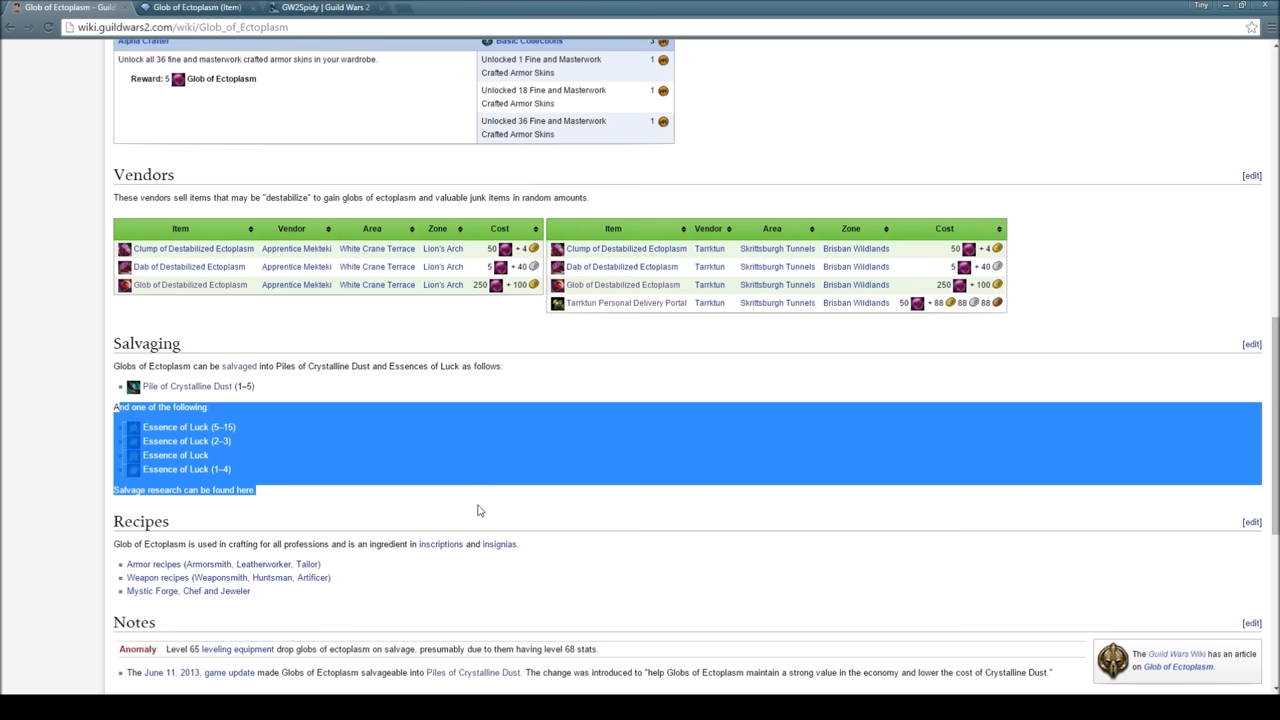 Glob of Ectoplasm - Guild
Glob of Ectoplasm (Item)
GW2Spidy | Guild Wars 2
Tiny
wiki.guildwars2.com/wiki/Glob_of_Ectoplasm
Alpha Crafter
Basic Collections 3
Unlock all 36 fine and masterwork crafted armor skins in your wardrobe.
Reward: 5 Glob of Ectoplasm
Unlocked 1 Fine and Masterwork 1
Crafted Armor Skins
Unlocked 18 Fine and Masterwork 1
Crafted Armor Skins
Unlocked 36 Fine and Masterwork 1
Crafted Armor Skins
Vendors [edit]
These vendors sell items that may be "destabilize" to gain globs of ectoplasm and valuable junk items in random amounts.
Item Vendor Area Zone Cost
Clump of Destabilized Ectoplasm Apprentice Mekteki White Crane Terrace Lion's Arch 50 + 4
Dab of Destabilized Ectoplasm Apprentice Mekteki White Crane Terrace Lion's Arch 5 + 40
Glob of Destabilized Ectoplasm Apprentice Mekteki White Crane Terrace Lion's Arch 250 + 100
Item Vendor Area Zone Cost
Clump of Destabilized Ectoplasm Tarrktun Skrittsburgh Tunnels Brisban Wildlands 50 + 4
Dab of Destabilized Ectoplasm Tarrktun Skrittsburgh Tunnels Brisban Wildlands 5 + 40
Glob of Destabilized Ectoplasm Tarrktun Skrittsburgh Tunnels Brisban Wildlands 250 + 100
Tarrktun Personal Delivery Portal Tarrktun Skrittsburgh Tunnels Brisban Wildlands 50 + 88 88 88
Salvaging [edit]
Globs of Ectoplasm can be salvaged into Piles of Crystalline Dust and Essences of Luck as follows:
Pile of Crystalline Dust (1–5)
And one of the following:
Essence of Luck (5–15)
Essence of Luck (2–3)
Essence of Luck
Essence of Luck (1–4)
Salvage research can be found here.
Recipes [edit]
Glob of Ectoplasm is used in crafting for all professions and is an ingredient in inscriptions and insignias.
Armor recipes (Armorsmith, Leatherworker, Tailor)
Weapon recipes (Weaponsmith, Huntsman, Artificer)
Mystic Forge, Chef and Jeweler
Notes [edit]
Anomaly: Level 65 leveling equipment drop globs of ectoplasm on salvage, presumably due to them having level 68 stats.
The June 11, 2013, game update made Globs of Ectoplasm salvageable into Piles of Crystalline Dust. The change was introduced to "help Globs of Ectoplasm maintain a strong value in the economy and lower the cost of Crystalline Dust."
The Guild Wars Wiki has an article
on Glob of Ectoplasm.